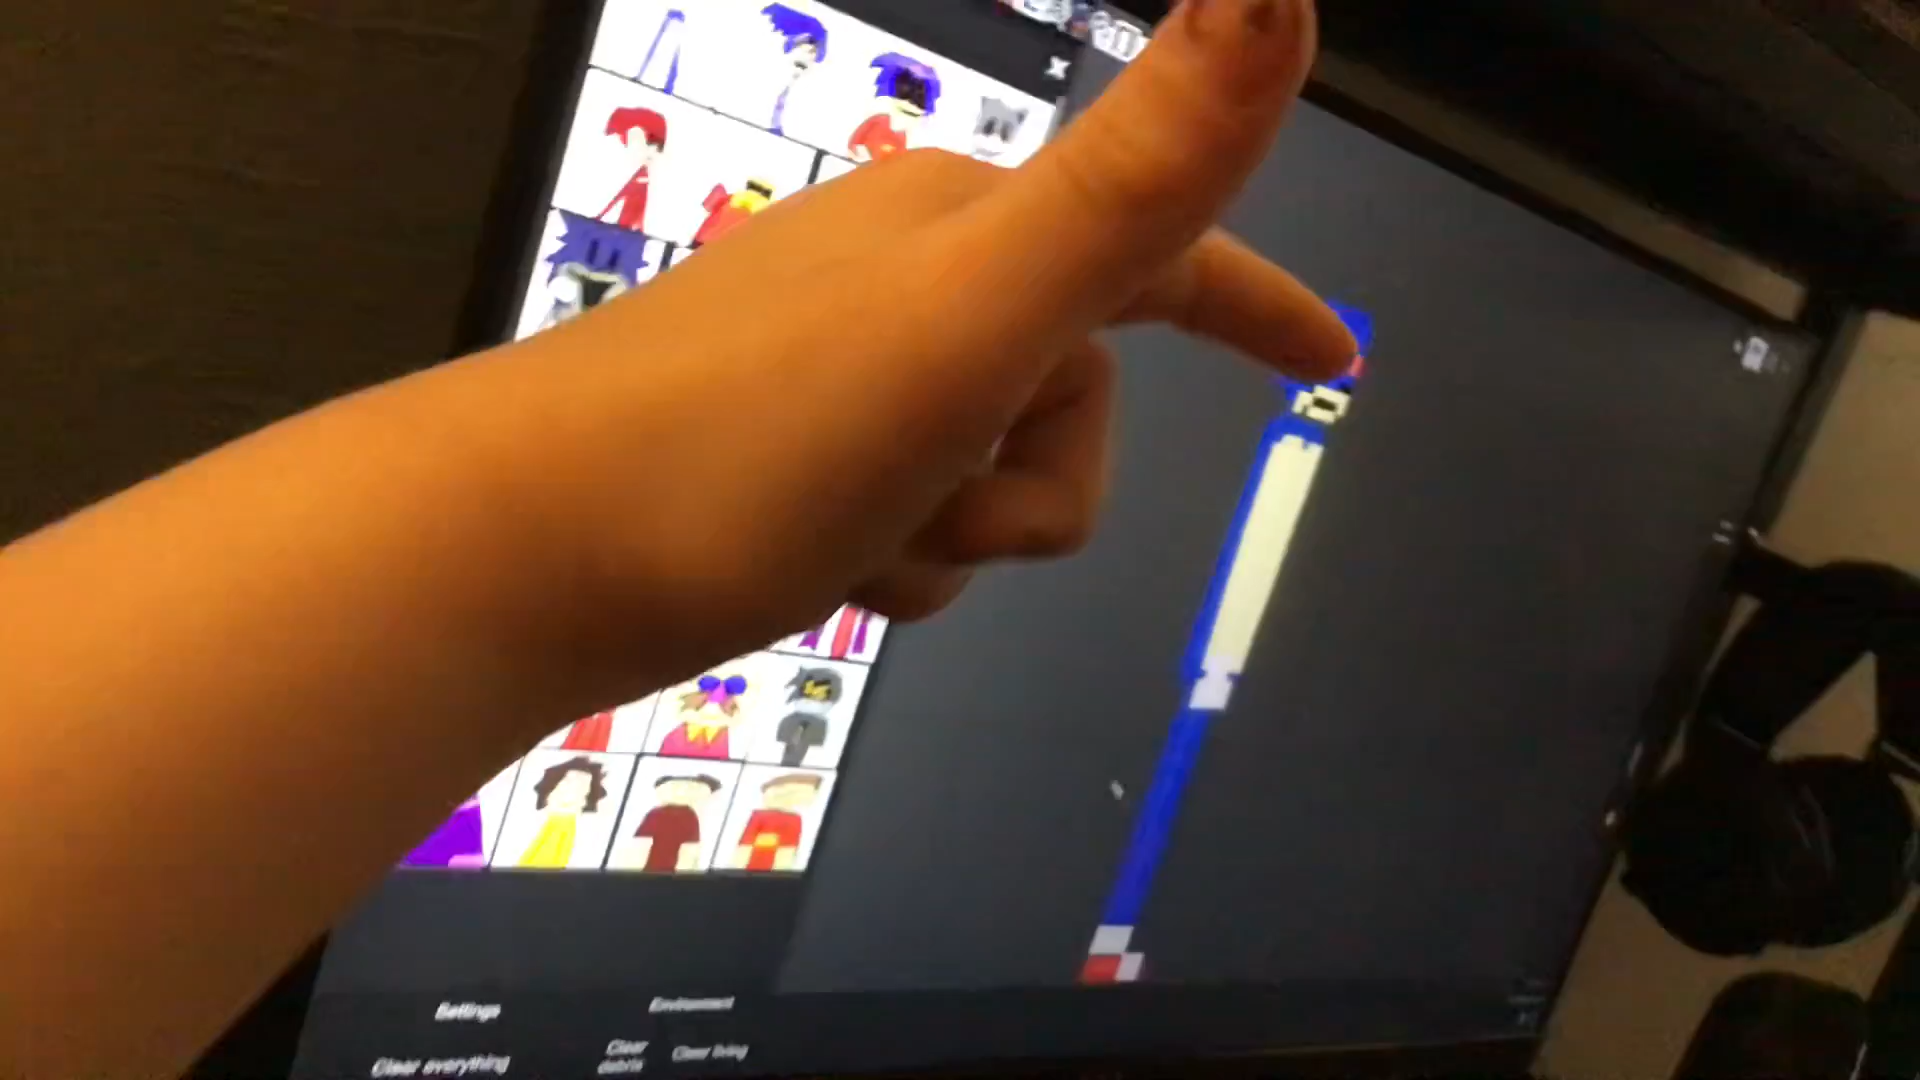 X
Settings
Environment
Clear everything
Clear debris
Clear living